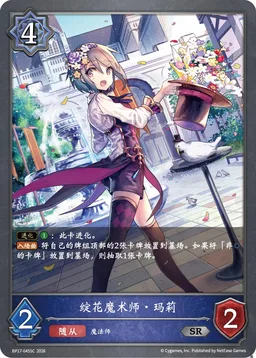 4
进化 1：此卡进化。
入场曲 将自己的牌组顶部的2张卡牌放置到墓场。如果将「非
的卡牌」放置到墓场，则抽取1张卡牌。
绽花魔术师·玛莉
2
随从 魔法师 SR
2
© Cygames, Inc. Published by NetEase Games